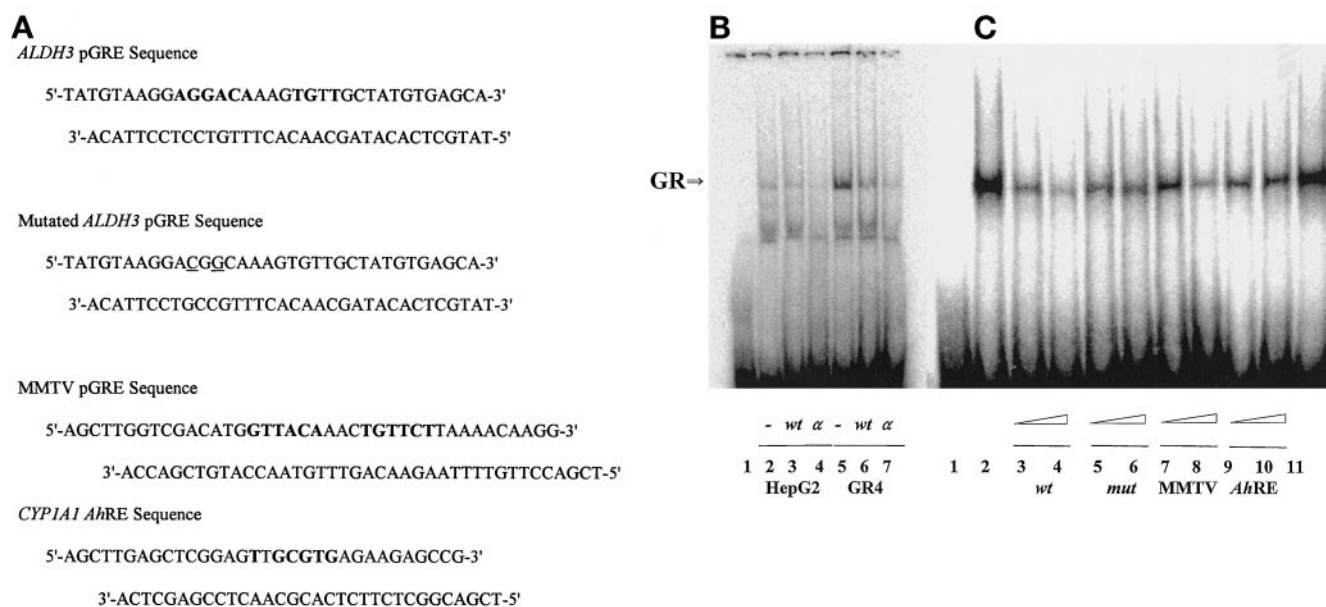 A
ALDH3 pGRE Sequence
5'-TATGTAAGGAGGACAAAGTGTTGCTATGTGAGCA-3'
3'-ACATTCCTCCTGTTTCACAACGATACACTCGTAT-5'
Mutated ALDH3 pGRE Sequence
5'-TATGTAAGGACGGCAAAGTGTTGCTATGTGAGCA-3'
3'-ACATTCCTGCCGTTTCACAACGATACACTCGTAT-5'
MMTV pGRE Sequence
5'-AGCTTGGTCGACATGGTTACAAACTGTTCTTAAAACAAGG-3'
3'-ACCAGCTGTACCAATGTTTGACAAGAATTTTGTTCCAGCT-5'
CYP1A1 AhRE Sequence
5'-AGCTTGAGCTCGGAGTTGCGTGAGAAGAGCCG-3'
3'-ACTCGAGCCTCAACGCACTCTTCTCGGCAGCT-5'
B
GR⇒
- wt α - wt α
1 2 3 4 5 6 7
HepG2 GR4
C
1 2 3 4 5 6 7 8 9 10 11
wt mut MMTV AhRE